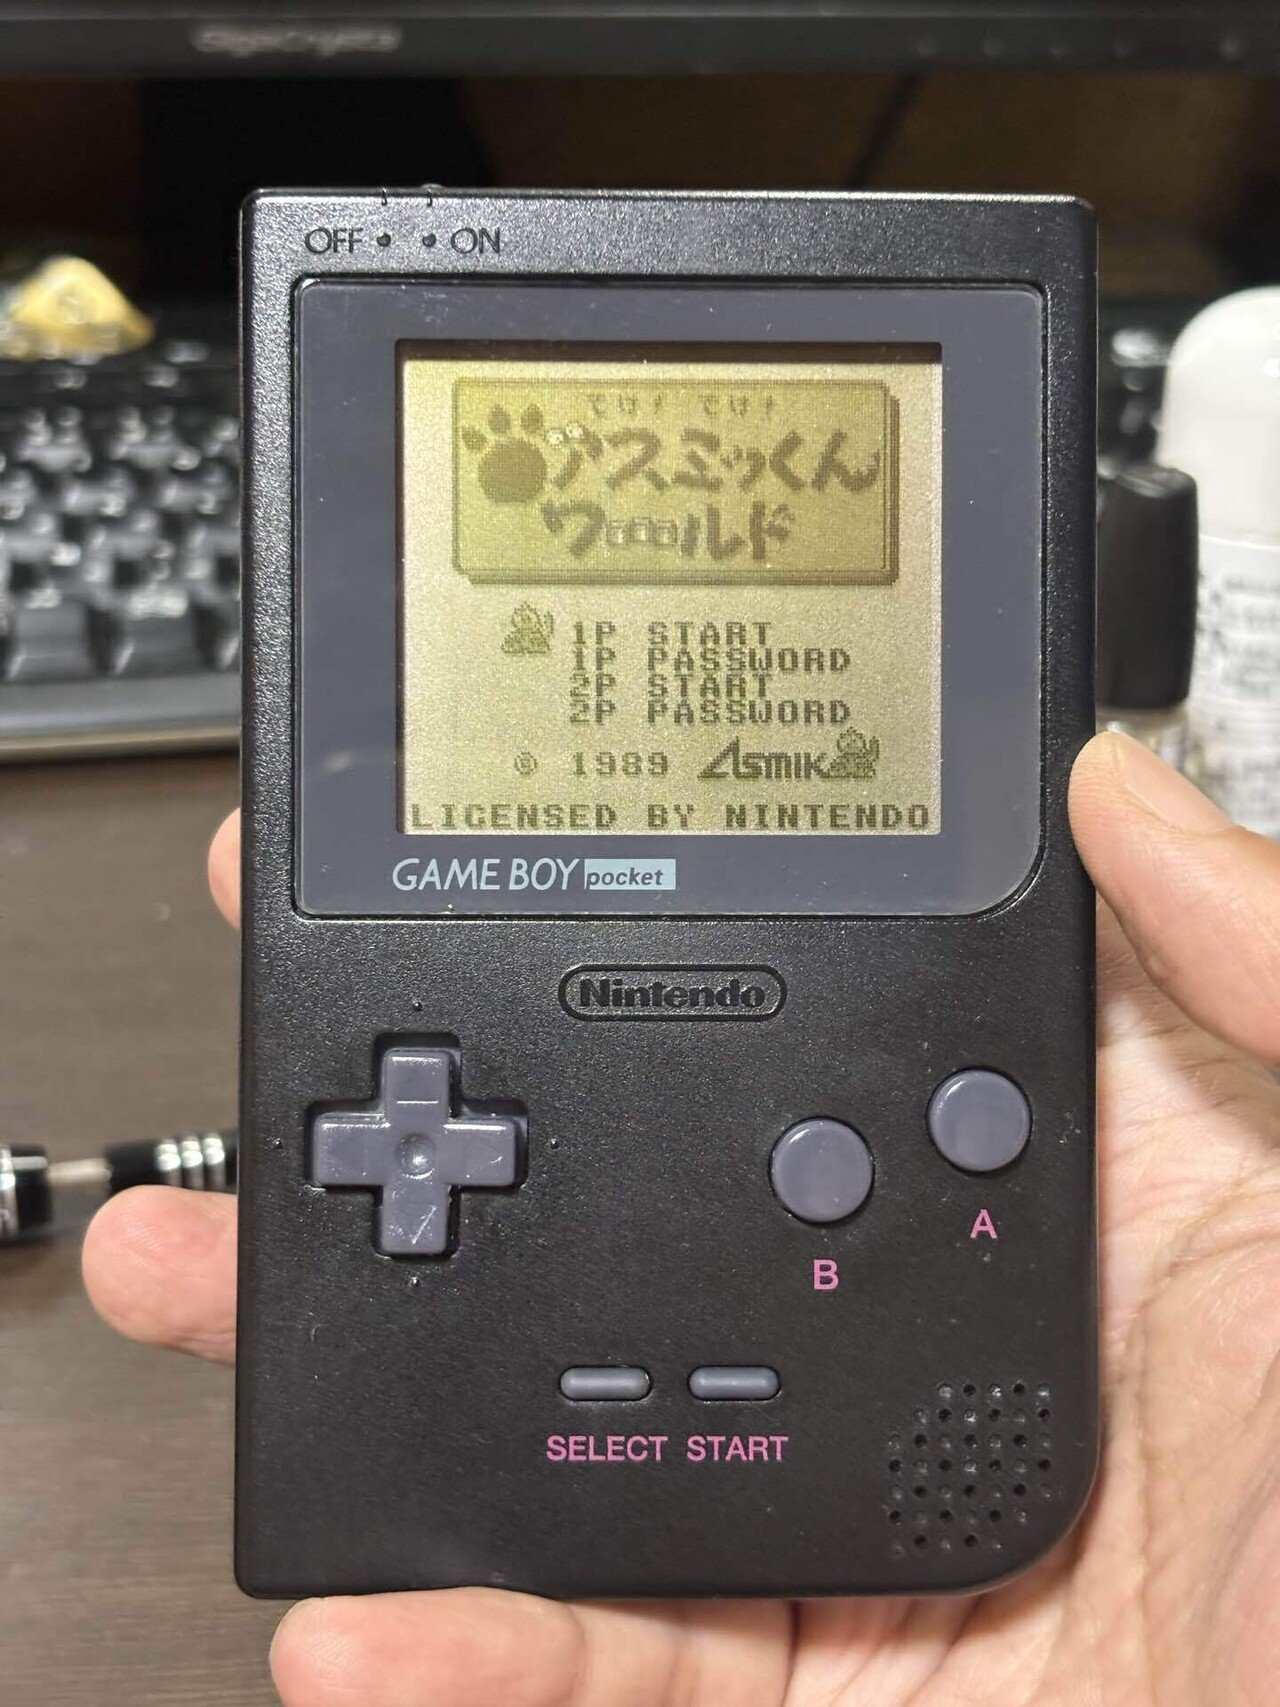 OFF ON
でけ! でけ!
アスミっくん
ワールド
1P START
1P PASSWORD
2P START
2P PASSWORD
© 1989 ASMIK
LICENSED BY NINTENDO
GAME BOY pocket
Nintendo
A
B
SELECT START